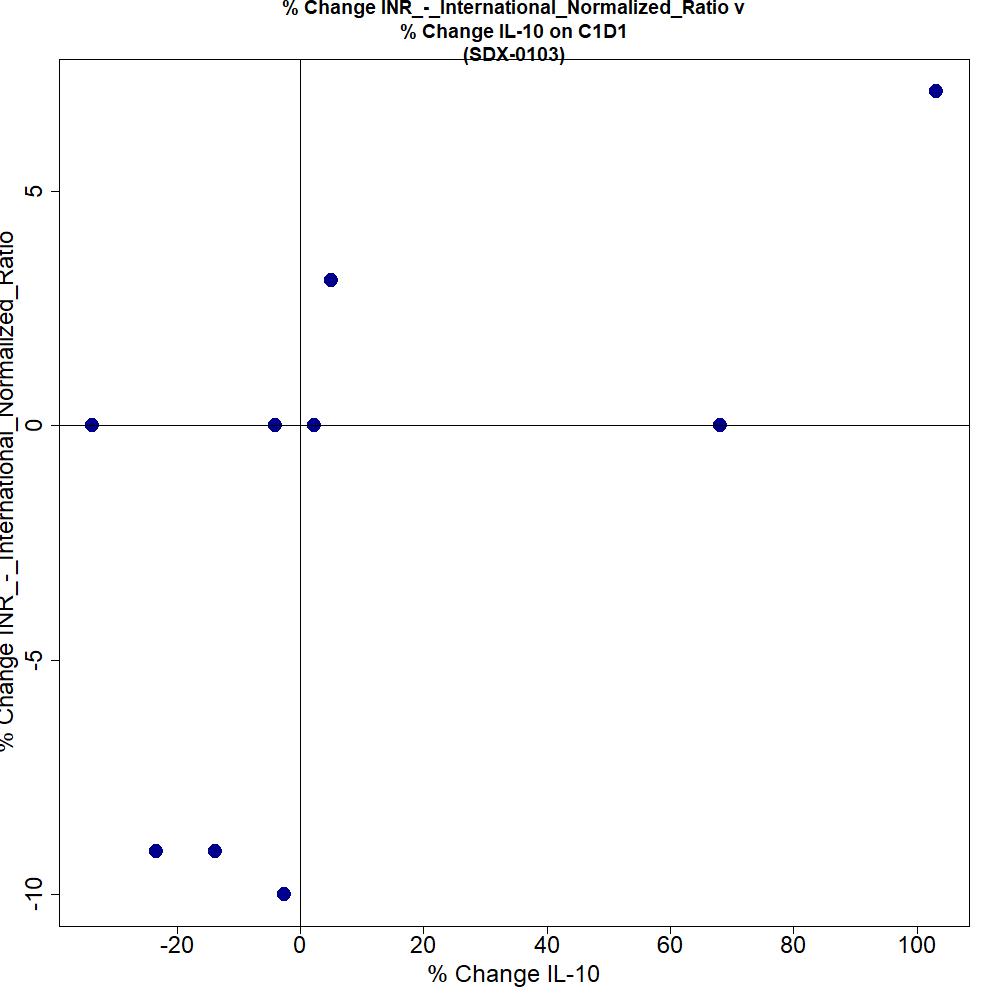 % Change INR_-_International_Normalized_Ratio v
% Change IL-10 on C1D1
(SDX-0103)
% Change INR_-_International_Normalized_Ratio
5
0
-5
-10
-20
0
20
40
60
80
100
% Change IL-10